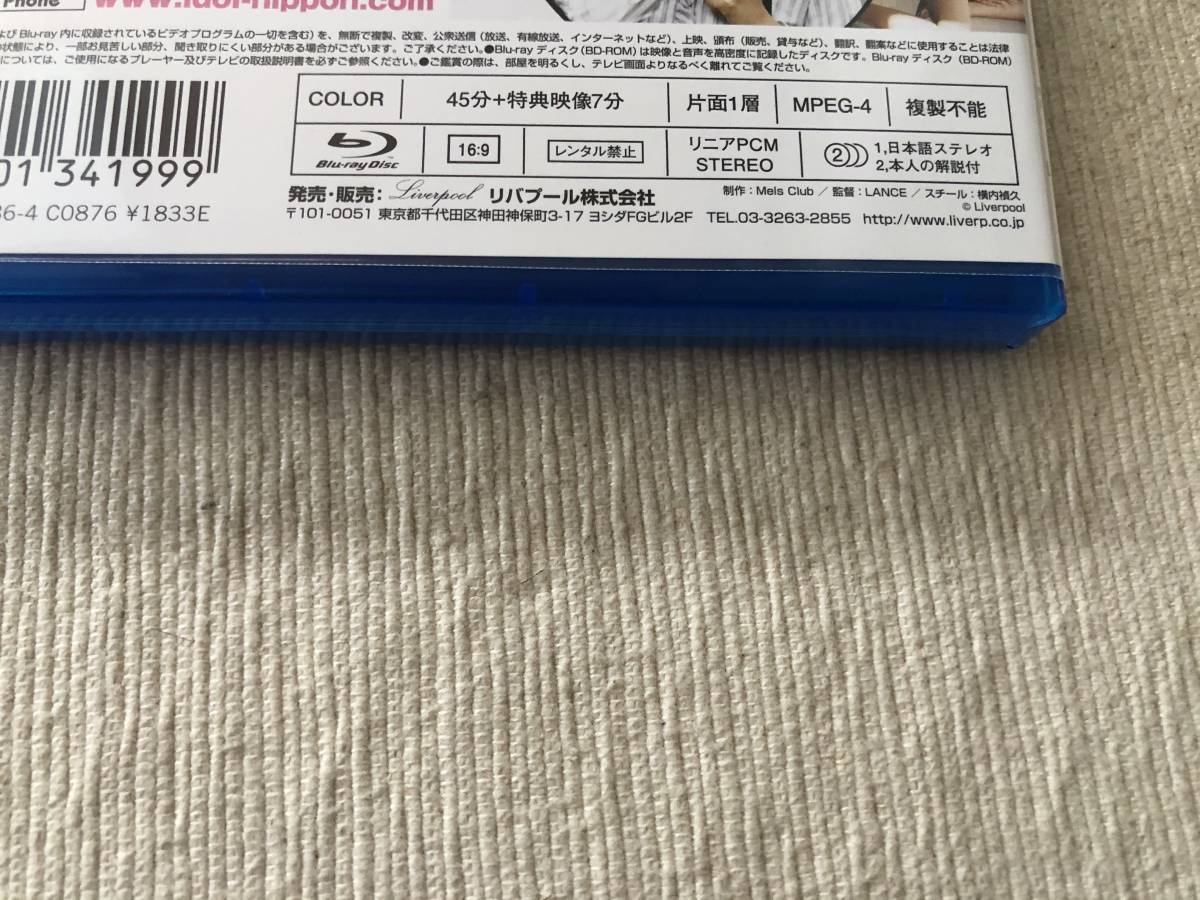 Phone
www.idol-nippon.com
よびBlu-ray 内に収録されているビデオプログラムの一切を含む)を、無断で複製、改変、公衆送信(放送、有線放送、インターネットなど)、上映、頒布(販売、貸与など)、翻訳、翻案などに使用することは法律
の状態により、一部お見苦しい部分、聞き取りにくい部分がある場合がございます。ご了承ください。●Blu-ray ディスク(BD-ROM)は映像と音声を高密度に記録したディスクです。Blu-ray ディスク (BD-ROM)
については、ご使用になるプレーヤー及びテレビの取扱説明書を必ずご参照ください。●ご鑑賞の際は、部屋を明るくし、テレビ画面よりなるべく離れてご覧ください。
COLOR 45分+特典映像7分 片面1層 MPEG-4 複製不能
Blu-ray Disc 16:9 レンタル禁止 リニアPCM STEREO 2 1,日本語ステレオ
2,本人の解説付
01 341999
36-4 C0876 ¥1833E
発売・販売: Liverpool リバプール株式会社
制作:Mels Club / 監督:LANCE / スチール:横内禎久
© Liverpool
〒101-0051 東京都千代田区神田神保町3-17 ヨシダFGビル2F TEL.03-3263-2855 http://www.liverp.co.jp